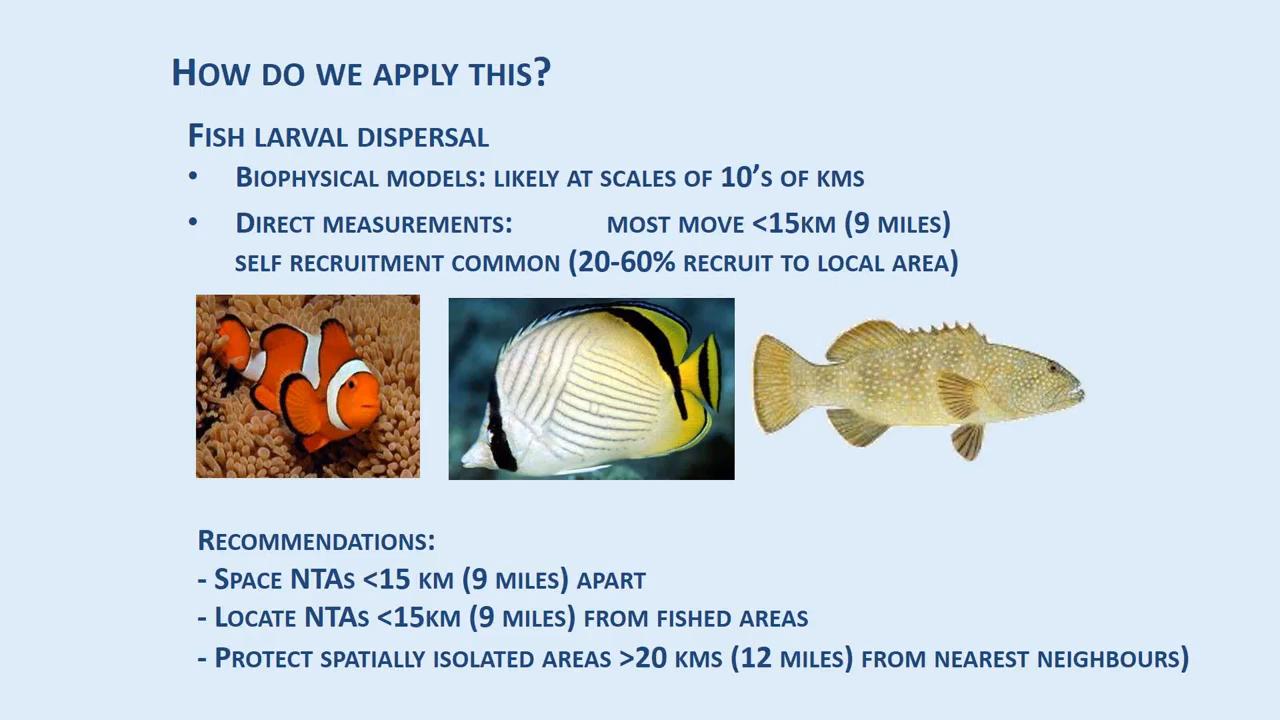 How do we apply this?
Fish larval dispersal
• Biophysical models: likely at scales of 10's of kms
• Direct measurements: most move <15km (9 miles)
self recruitment common (20-60% recruit to local area)
Recommendations:
- Space NTAs <15 km (9 miles) apart
- Locate NTAs <15km (9 miles) from fished areas
- Protect spatially isolated areas >20 kms (12 miles) from nearest neighbours)